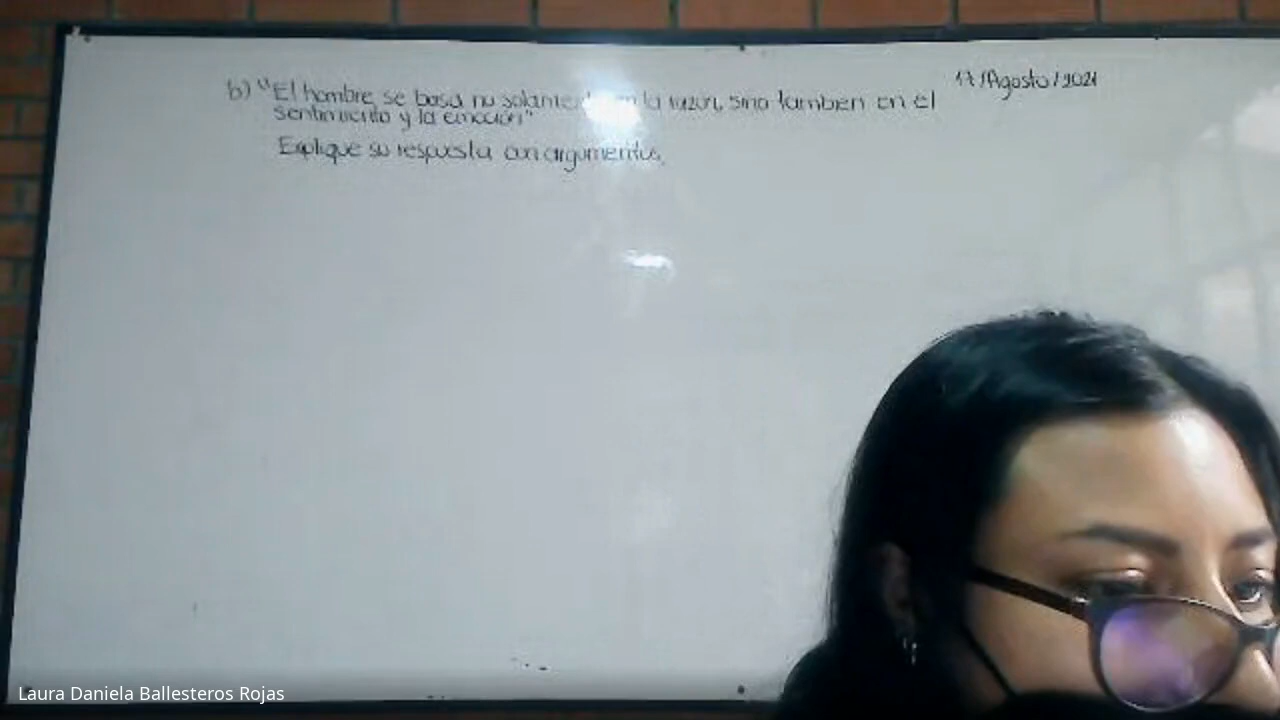 17/Agosto/2021
b) "El hombre se basa no solamente en la razón, sino tambien en el
sentimiento y la emoción"
Explique su respuesta con argumentos.
Laura Daniela Ballesteros Rojas